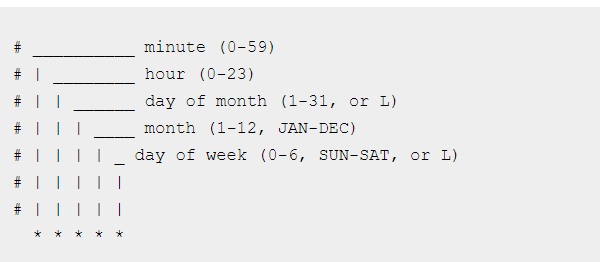 # __________ minute (0-59)
# | ________ hour (0-23)
# | | ______ day of month (1-31, or L)
# | | | ____ month (1-12, JAN-DEC)
# | | | | _ day of week (0-6, SUN-SAT, or L)
# | | | | |
# | | | | |
  * * * * *